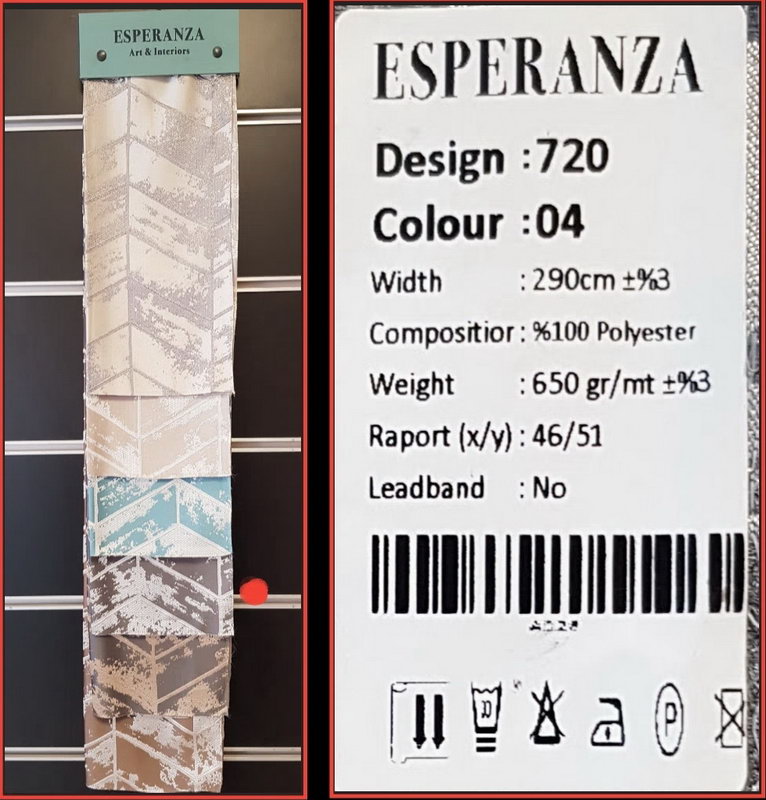 ESPERANZA
Art & Interiors
ESPERANZA
Design :720
Colour :04
Width : 290cm ±%3
Compositior : %100 Polyester
Weight : 650 gr/mt ±%3
Raport (x/y) : 46/51
Leadband : No
P